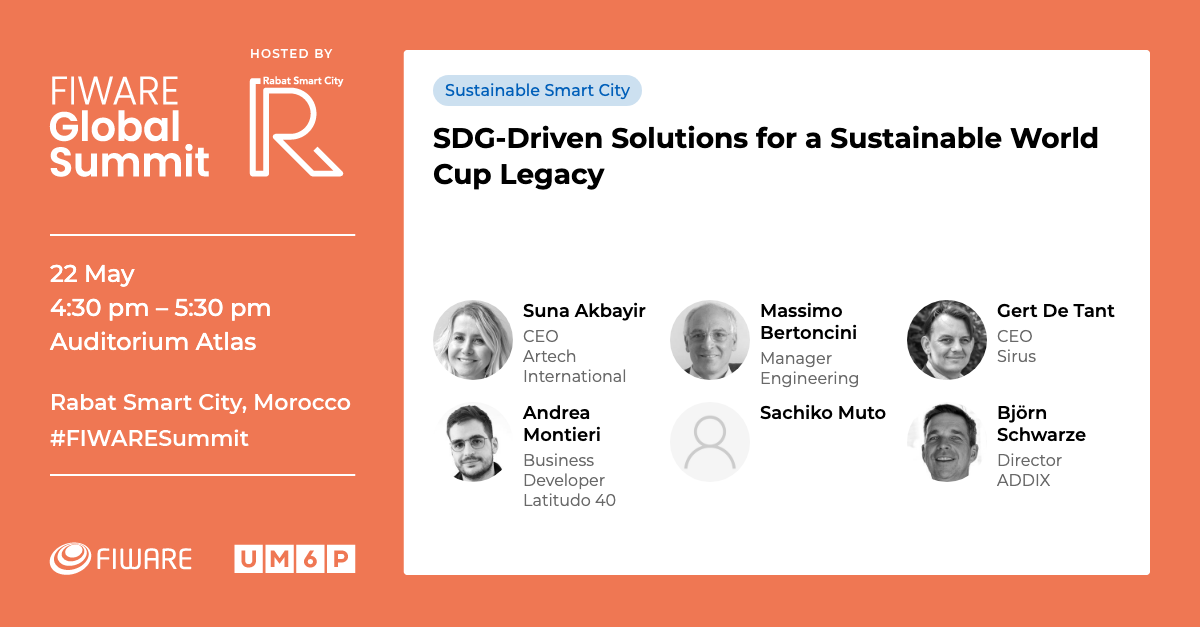 HOSTED BY
FIWARE
Global
Summit
Rabat Smart City
R
22 May
4:30 pm – 5:30 pm
Auditorium Atlas
Rabat Smart City, Morocco
#FIWARESummit
FIWARE
UM6P
Sustainable Smart City
SDG-Driven Solutions for a Sustainable World
Cup Legacy
Suna Akbayir
CEO
Artech
International
Massimo
Bertoncini
Manager
Engineering
Gert De Tant
CEO
Sirus
Andrea
Montieri
Business
Developer
Latitudo 40
Sachiko Muto
Björn
Schwarze
Director
ADDIX